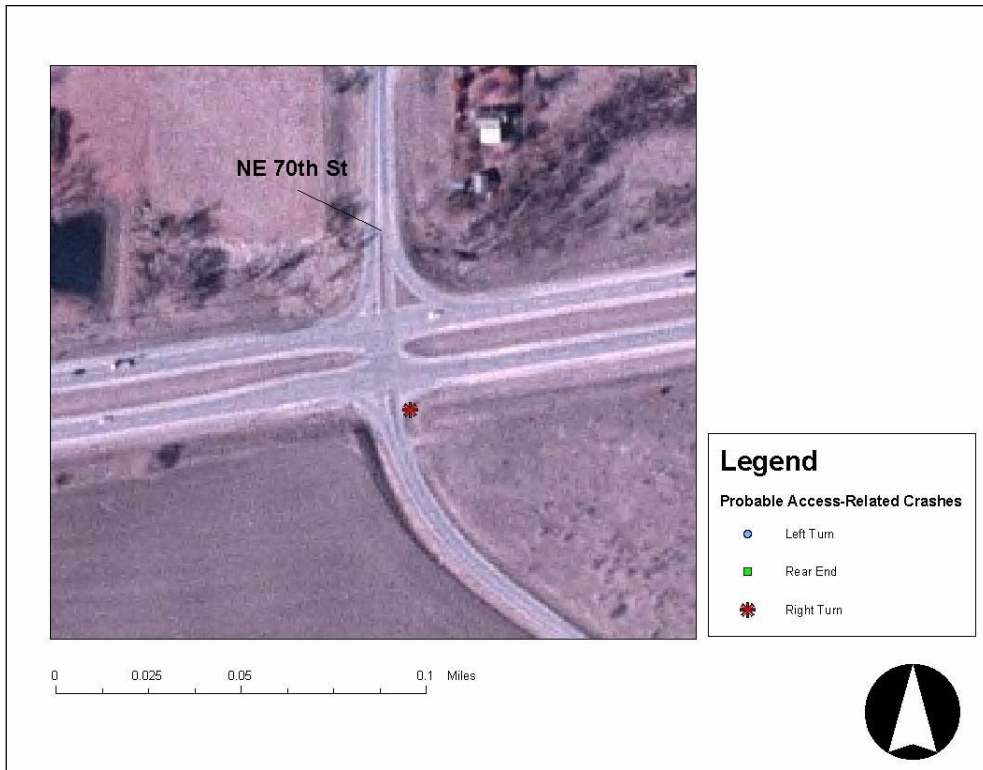 NE 70th St
Legend
Probable Access-Related Crashes
Left Turn
Rear End
Right Turn
0 0.025 0.05 0.1 Miles